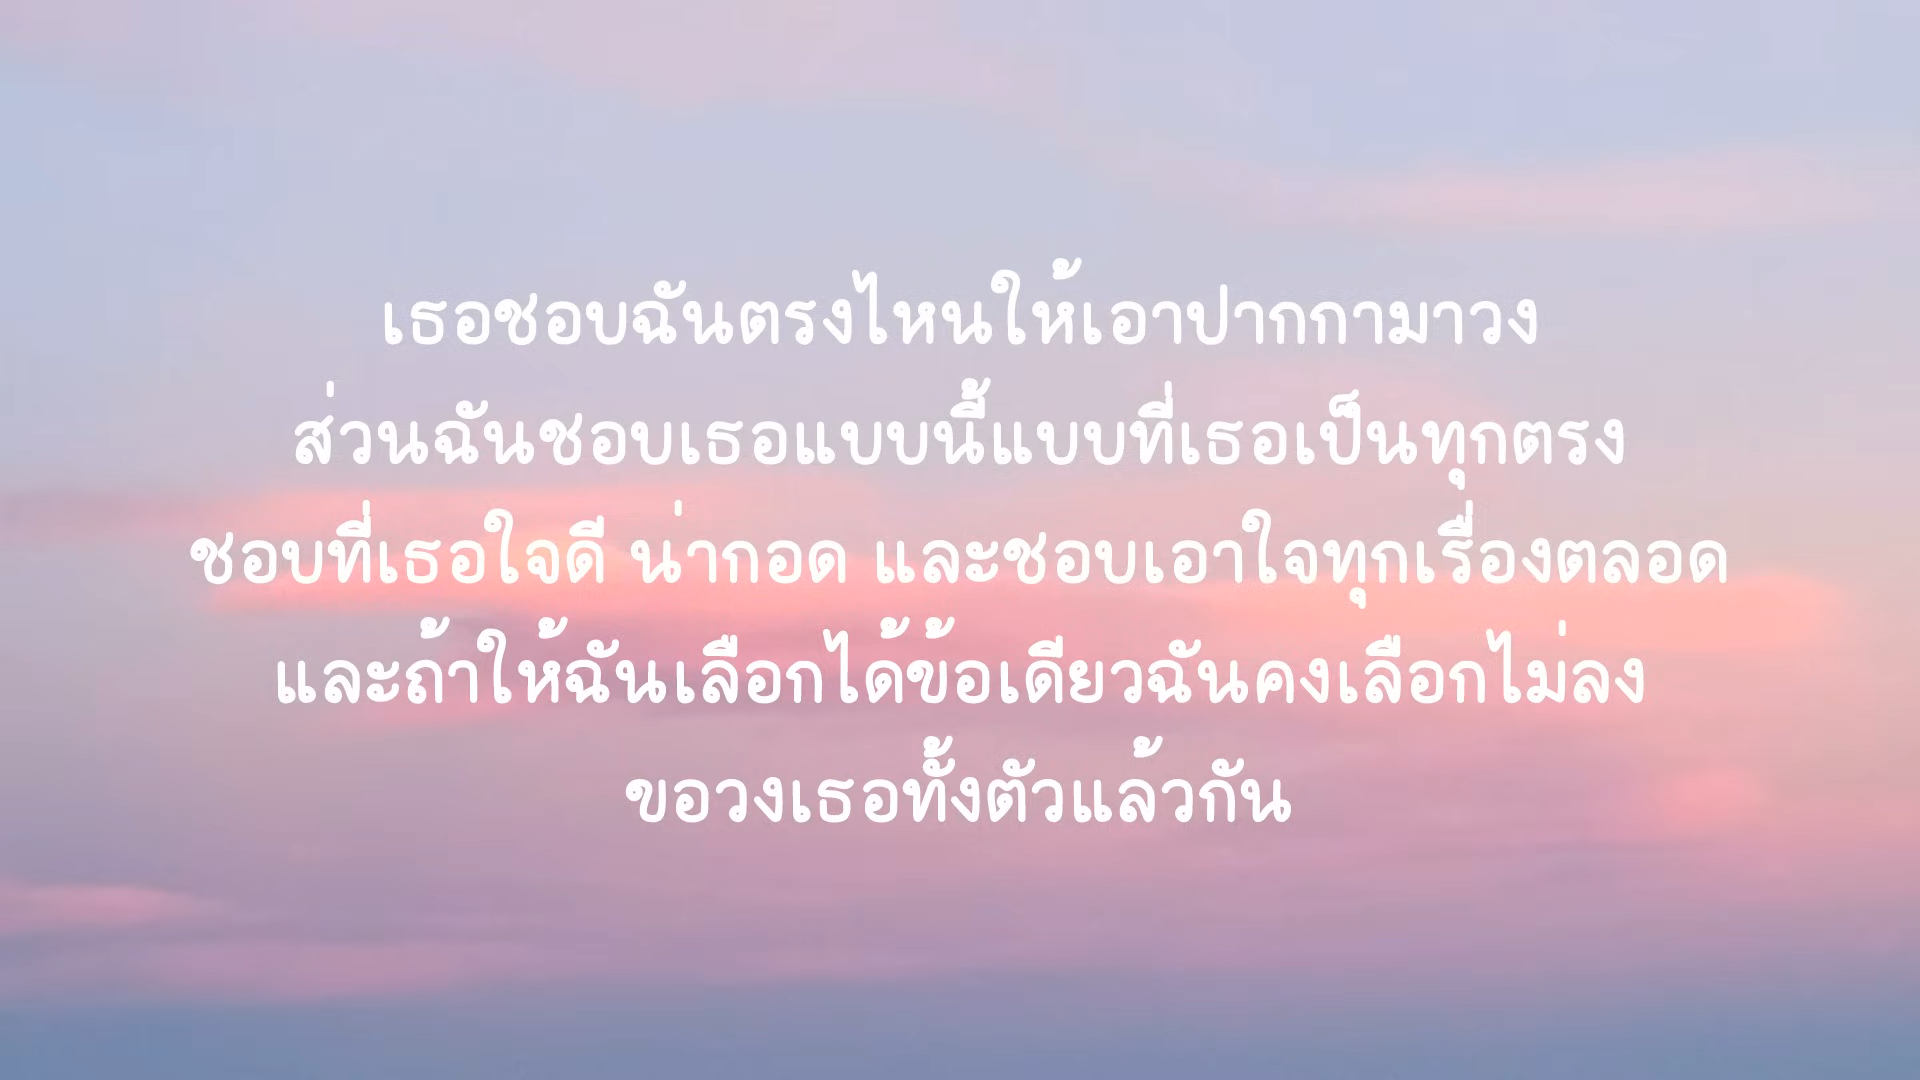 เธอชอบฉันตรงไหนให้เอาปากกามาวง
ส่วนฉันชอบเธอแบบนี้แบบที่เธอเป็นทุกตรง
ชอบที่เธอใจดี น่ากอด และชอบเอาใจทุกเรื่องตลอด
และถ้าให้ฉันเลือกได้ข้อเดียวฉันคงเลือกไม่ลง
ขอวงเธอทั้งตัวแล้วกัน